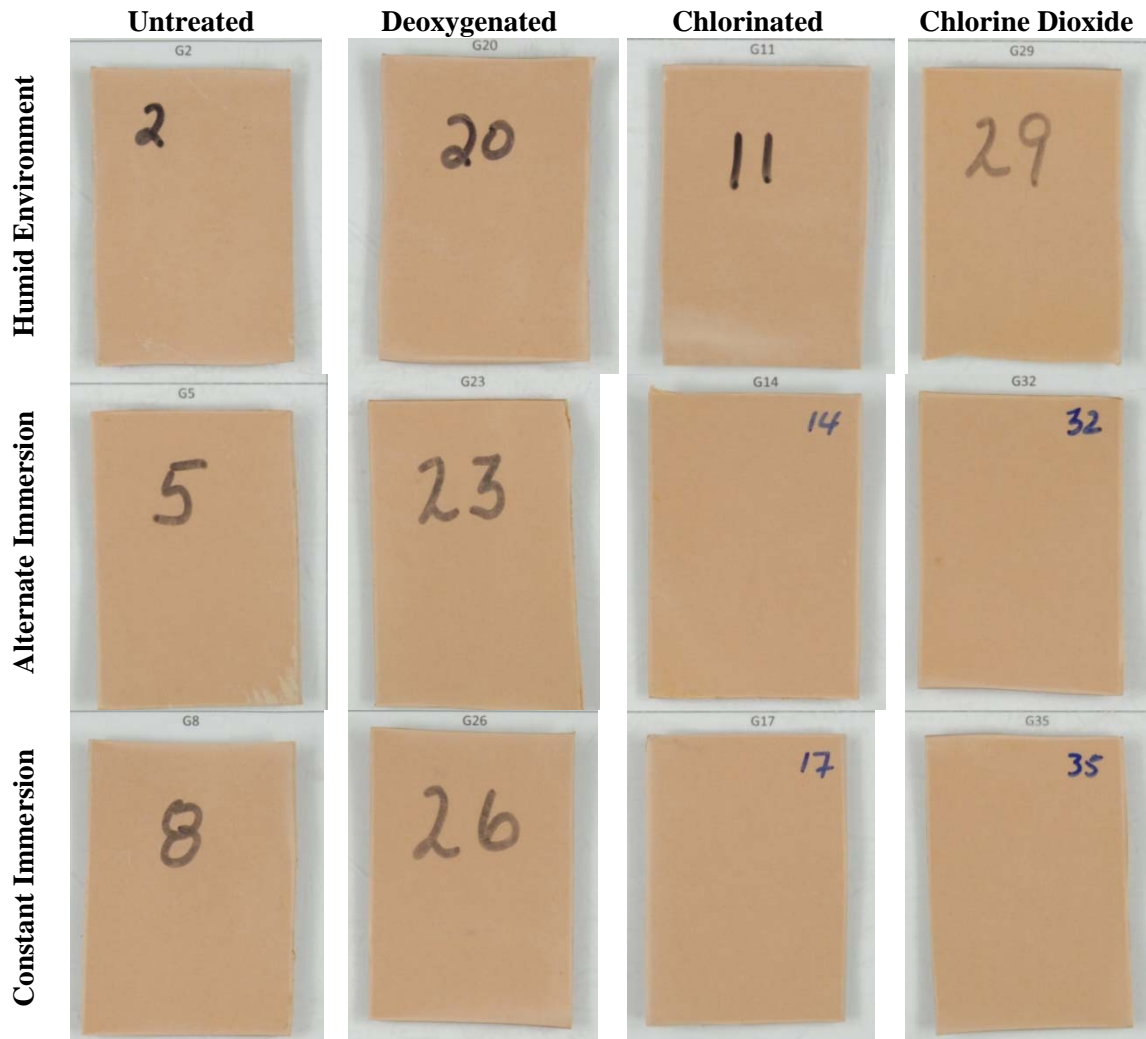 Untreated Deoxygenated Chlorinated Chlorine Dioxide
Humid Environment
G2 G20 G11 G29
2 20 11 29
Alternate Immersion
G5 G23 G14 G32
5 23 14 32
Constant Immersion
G8 G26 G17 G35
8 26 17 35